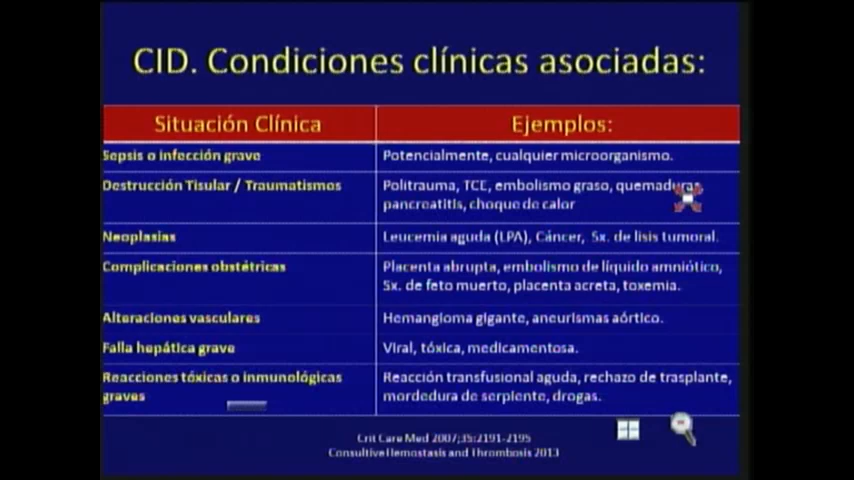 CID. Condiciones clínicas asociadas:
Situación Clínica
Ejemplos:
Sepsis o infección grave
Potencialmente, cualquier microorganismo.
Destrucción Tisular / Traumatismos
Politrauma, TCE, embolismo graso, quemaduras
pancreatitis, choque de calor
Neoplasias
Leucemia aguda (LPA), Cáncer, Sx. de lisis tumoral.
Complicaciones obstétricas
Placenta abrupta, embolismo de líquido amniótico,
Sx. de feto muerto, placenta acreta, toxemia.
Alteraciones vasculares
Hemangioma gigante, aneurismas aórtico.
Falla hepática grave
Viral, tóxica, medicamentosa.
Reacciones tóxicas o inmunológicas
graves
Reacción transfusional aguda, rechazo de trasplante,
mordedura de serpiente, drogas.
Crit Care Med 2007;35:2191-2195
Consultive Hemostasis and Thrombosis 2013